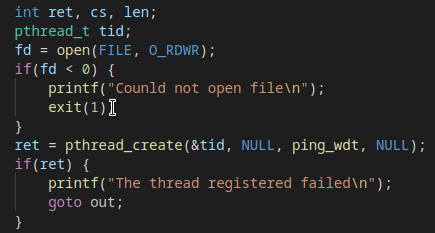 int ret, cs, len;
pthread_t tid;
fd = open(FILE, O_RDWR);
if(fd < 0) {
    printf("Counld not open file\n");
    exit(1)
}
ret = pthread_create(&tid, NULL, ping_wdt, NULL);
if(ret) {
    printf("The thread registered failed\n");
    goto out;
}